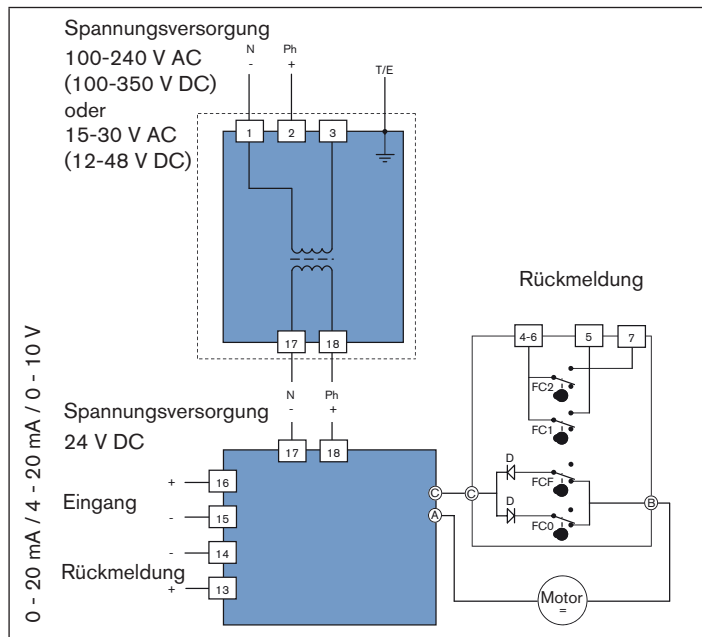 Spannungsversorgung
100-240 V AC
(100-350 V DC)
oder
15-30 V AC
(12-48 V DC)
N Ph
- +
T/E
1 2 3
17 18
N Ph
- +
Rückmeldung
4-6 5 7
FC2
FC1
D
FCF
D
FC0
C B
Spannungsversorgung
24 V DC
17 18
+ 16
Eingang
- 15
- 14
Rückmeldung
+ 13
C
A
Motor
=
0 - 20 mA / 4 - 20 mA / 0 - 10 V